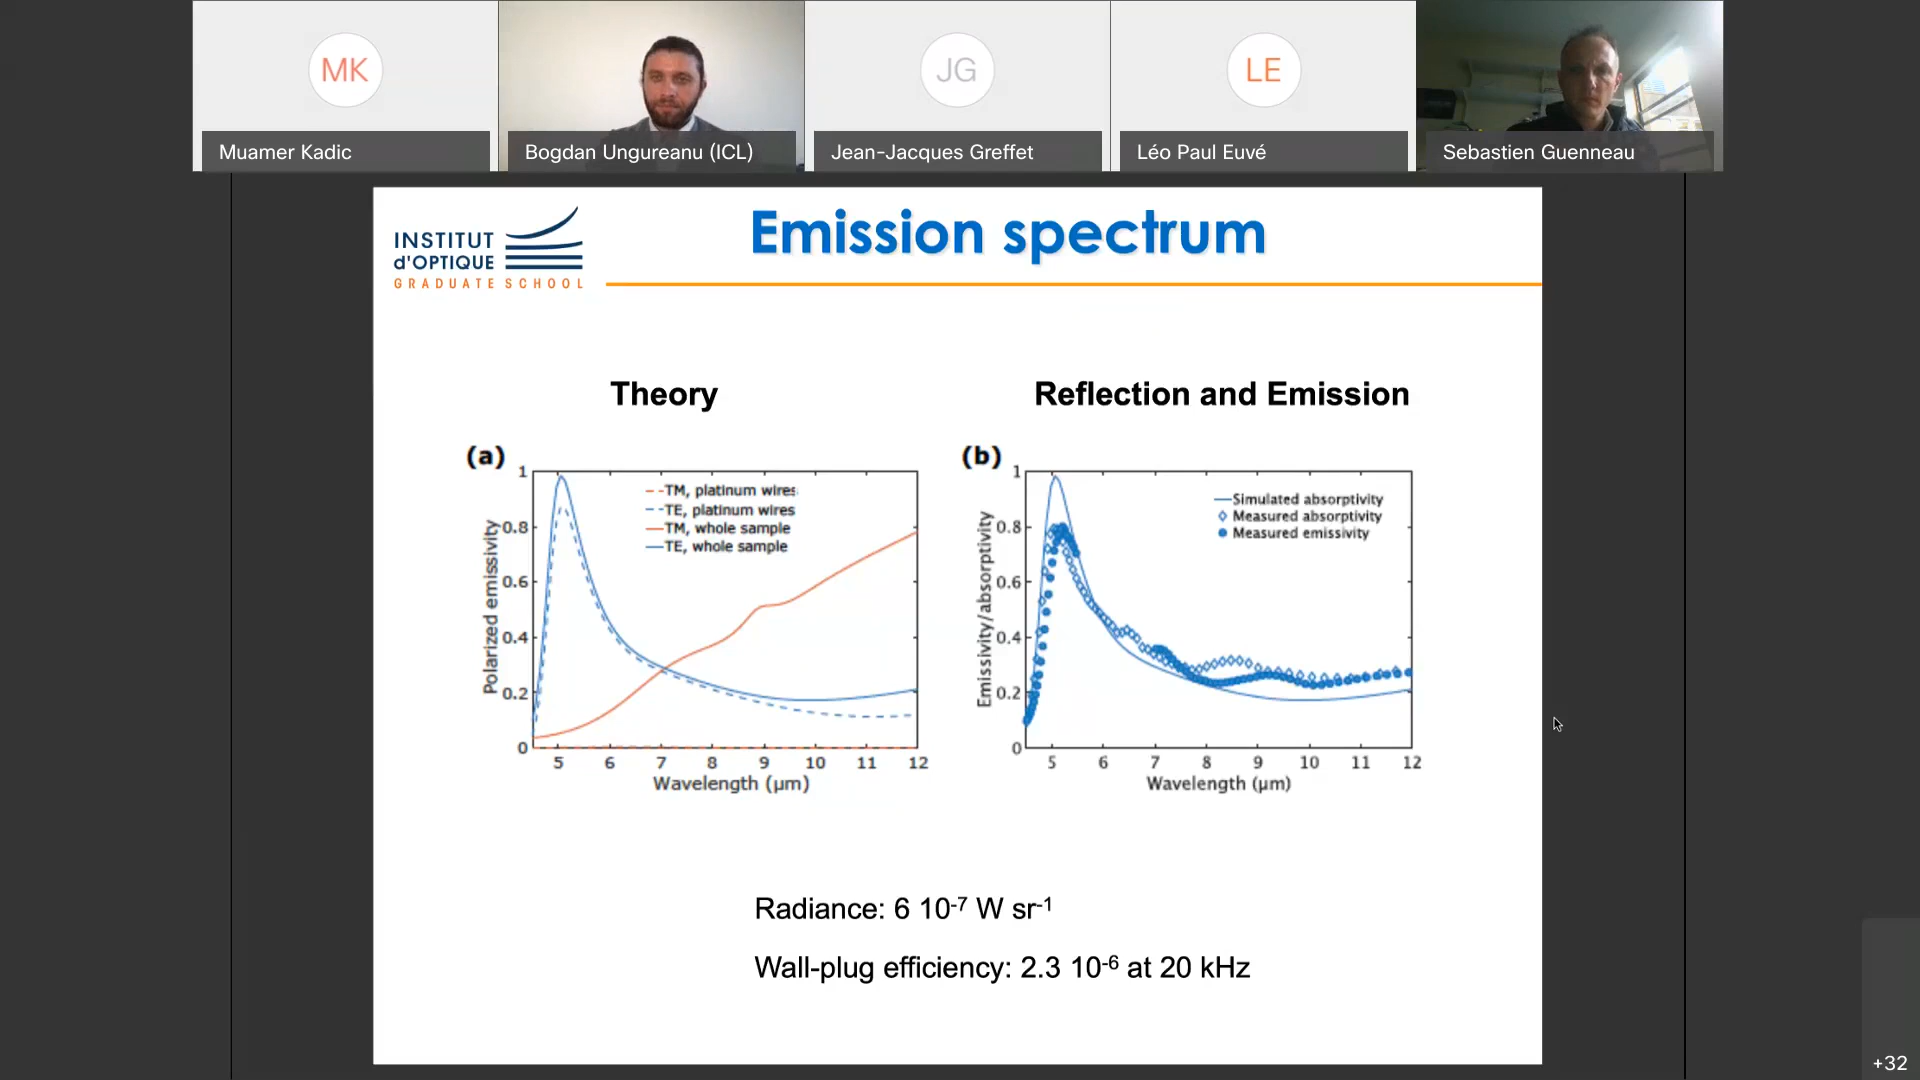 MK
JG
LE
Muamer Kadic
Bogdan Ungureanu (ICL)
Jean-Jacques Greffet
Léo Paul Euvé
Sebastien Guenneau
INSTITUT
d'OPTIQUE
GRADUATE SCHOOL
Emission spectrum
Theory
Reflection and Emission
(a)
1
0.8
0.6
0.4
0.2
0
Polarized emissivity
TM, platinum wires
TE, platinum wires
TM, whole sample
TE, whole sample
5 6 7 8 9 10 11 12
Wavelength (μm)
(b)
1
0.8
0.6
0.4
0.2
0
Emissivity/absorptivity
Simulated absorptivity
Measured absorptivity
Measured emissivity
5 6 7 8 9 10 11 12
Wavelength (μm)
Radiance: 6 10⁻⁷ W sr⁻¹
Wall-plug efficiency: 2.3 10⁻⁶ at 20 kHz
+32